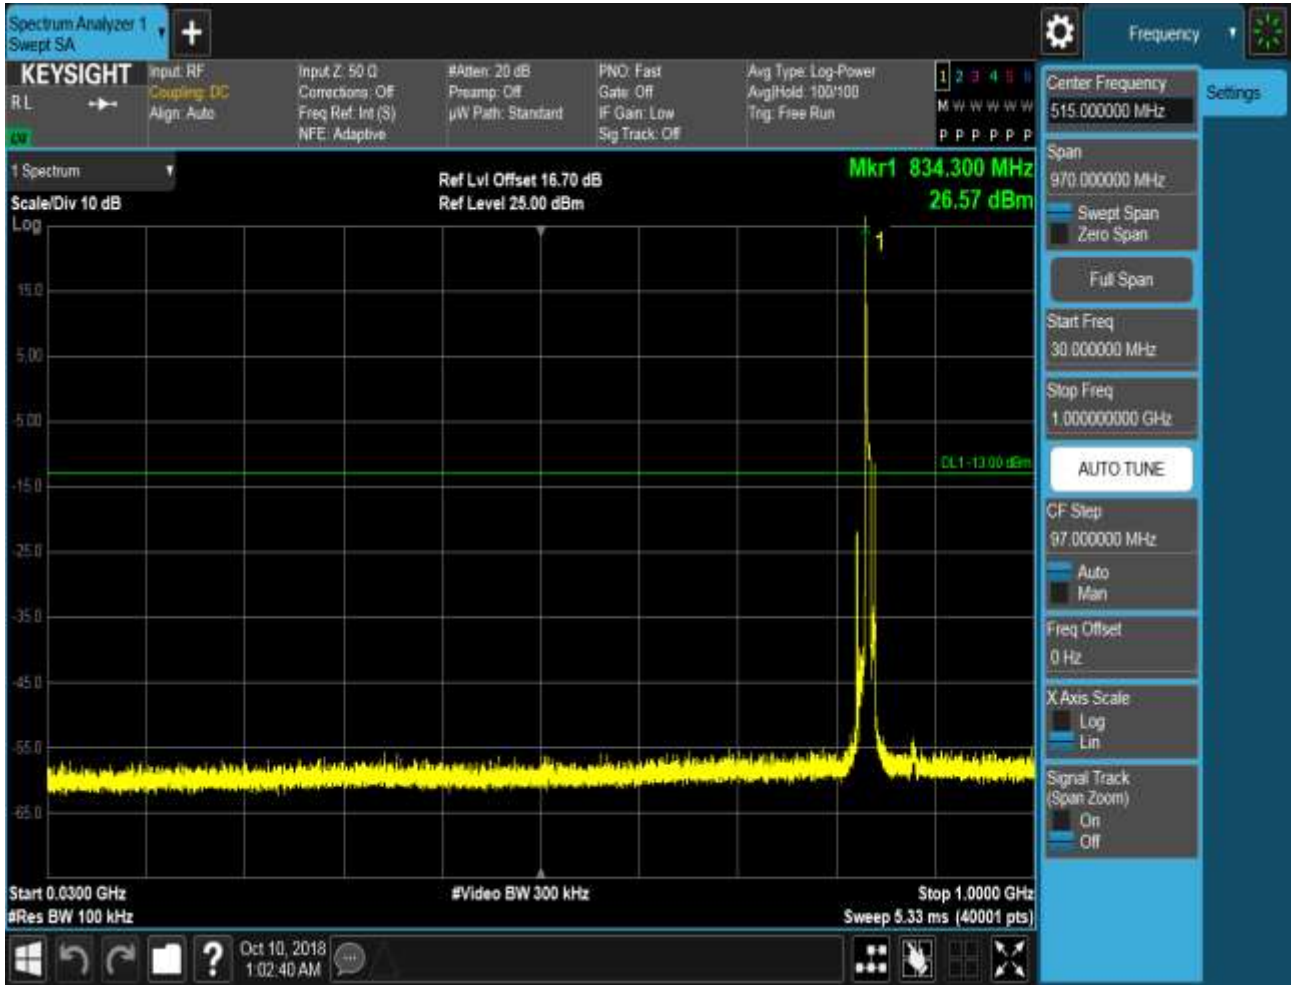 Spectrum Analyzer 1
Swept SA
+
Frequency
KEYSIGHT
R L
LW
Input: RF
Coupling: DC
Align: Auto
Input Z: 50 Ω
Corrections: Off
Freq Ref: Int (S)
NFE: Adaptive
#Atten: 20 dB
Preamp: Off
µW Path: Standard
PNO: Fast
Gate: Off
IF Gain: Low
Sig Track: Off
Avg Type: Log-Power
Avg|Hold: 100/100
Trig: Free Run
1 2 3 4 5 6
M W W W W W
P P P P P P
1 Spectrum
Scale/Div 10 dB
Log
Ref Lvl Offset 16.70 dB
Ref Level 25.00 dBm
Mkr1 834.300 MHz
26.57 dBm
1
15.0
5.00
-5.00
DL1 -13.00 dBm
-15.0
-25.0
-35.0
-45.0
-55.0
-65.0
Start 0.0300 GHz
#Res BW 100 kHz
#Video BW 300 kHz
Stop 1.0000 GHz
Sweep 5.33 ms (40001 pts)
?
Oct 10, 2018
1:02:40 AM
Center Frequency
515.000000 MHz
Settings
Span
970.000000 MHz
Swept Span
Zero Span
Full Span
Start Freq
30.000000 MHz
Stop Freq
1.000000000 GHz
AUTO TUNE
CF Step
97.000000 MHz
Auto
Man
Freq Offset
0 Hz
X Axis Scale
Log
Lin
Signal Track
(Span Zoom)
On
Off